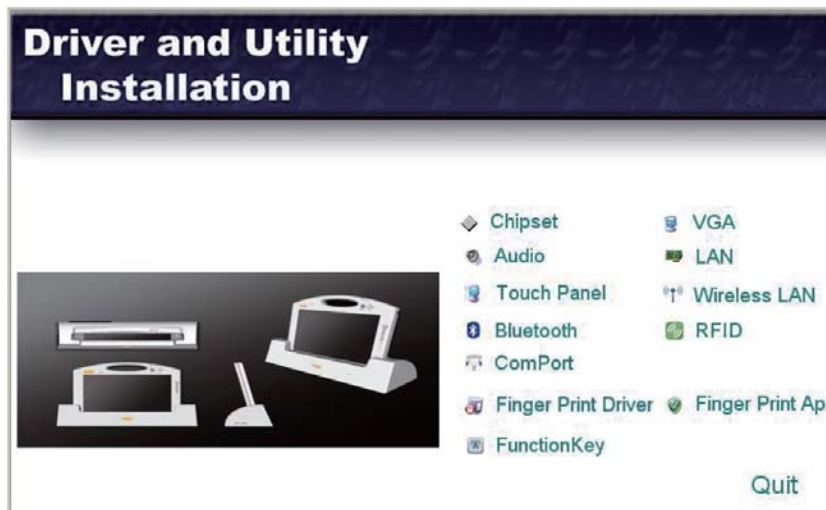 Driver and Utility
Installation
Chipset
VGA
Audio
LAN
Touch Panel
Wireless LAN
Bluetooth
RFID
ComPort
Finger Print Driver
Finger Print Ap
FunctionKey
Quit